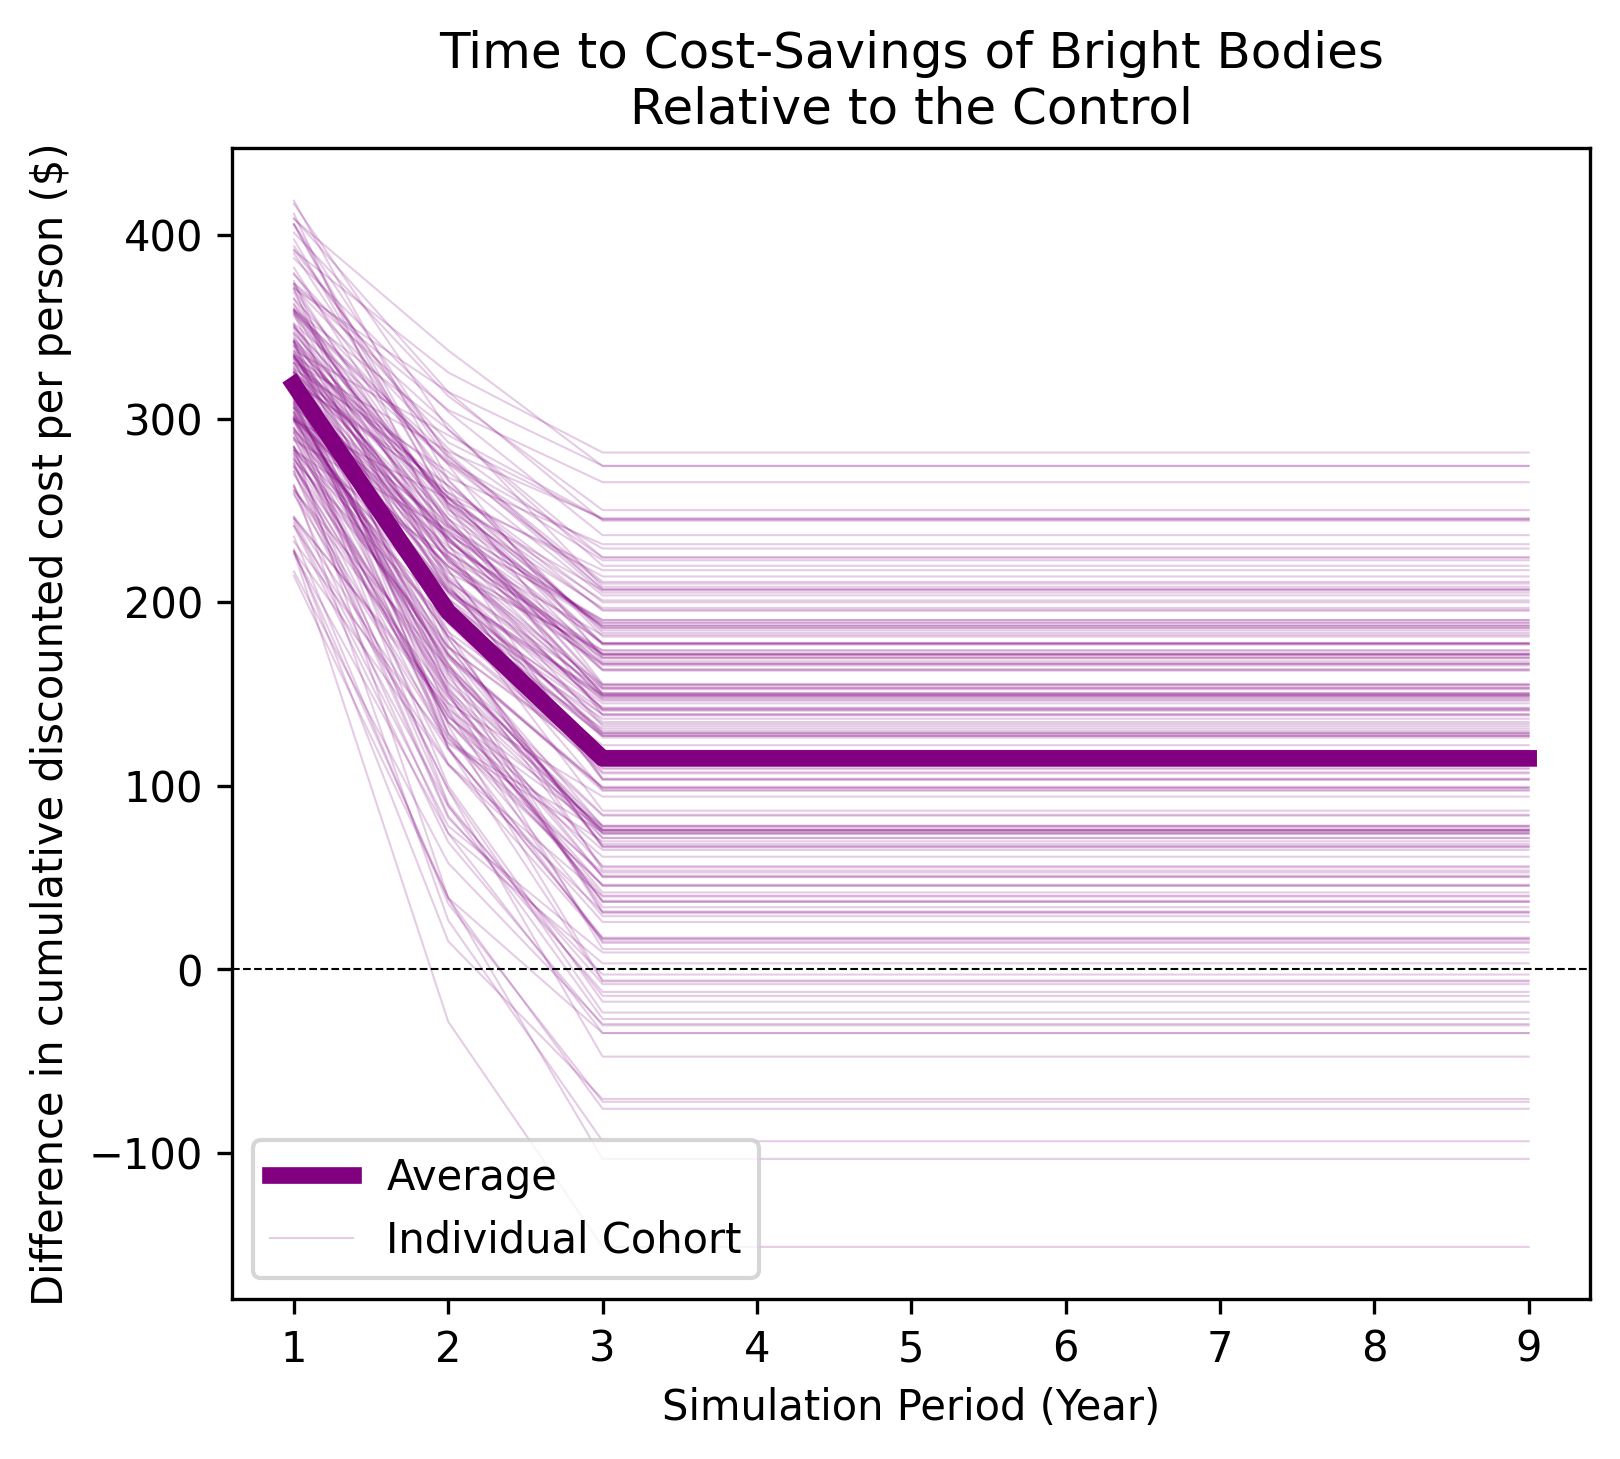 Time to Cost-Savings of Bright Bodies
Relative to the Control
Difference in cumulative discounted cost per person ($)
400
300
200
100
0
−100
Average
Individual Cohort
1 2 3 4 5 6 7 8 9
Simulation Period (Year)